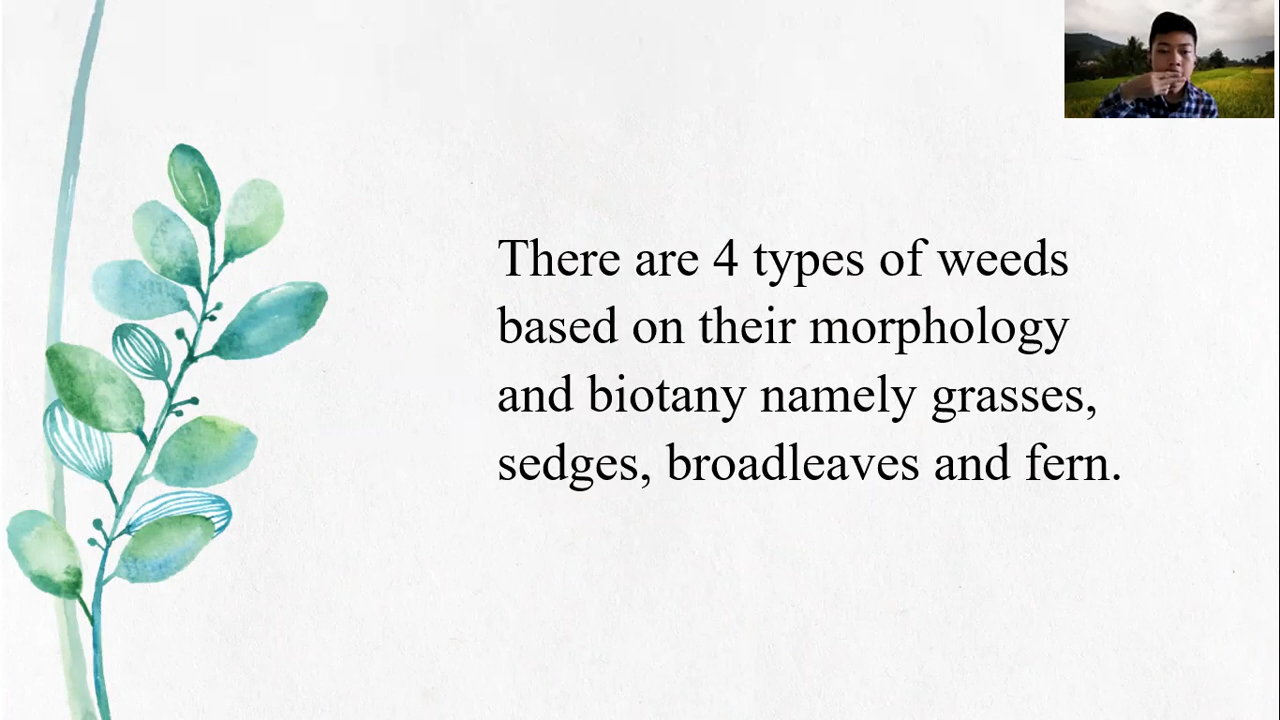 There are 4 types of weeds
based on their morphology
and biotany namely grasses,
sedges, broadleaves and fern.